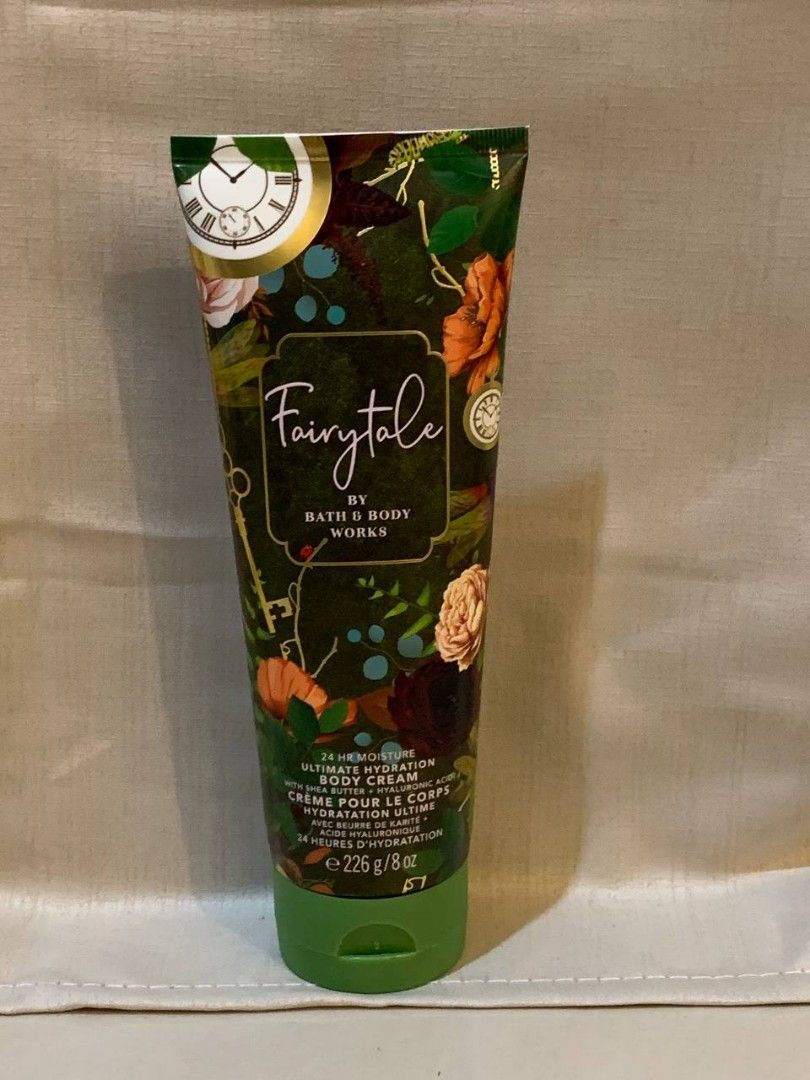 Fairytale
BY
BATH & BODY
WORKS
24 HR MOISTURE
ULTIMATE HYDRATION
BODY CREAM
WITH SHEA BUTTER + HYALURONIC ACID
CRÈME POUR LE CORPS
HYDRATATION ULTIME
AVEC BEURRE DE KARITÉ +
ACIDE HYALURONIQUE
24 HEURES D'HYDRATATION
℮ 226 g/8 oz